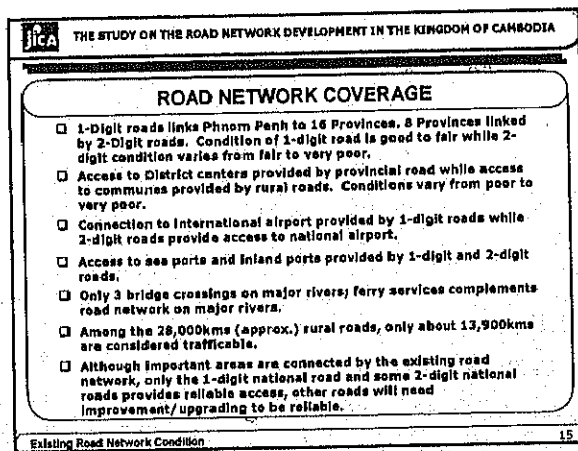 JICA THE STUDY ON THE ROAD NETWORK DEVELOPMENT IN THE KINGDOM OF CAMBODIA
ROAD NETWORK COVERAGE
❑ 1-Digit roads links Phnom Penh to 16 Provinces. 8 Provinces linked
by 2-Digit roads. Condition of 1-digit road is good to fair while 2-
digit condition varies from fair to very poor.
❑ Access to District centers provided by provincial road while access
to communes provided by rural roads. Conditions vary from poor to
very poor.
❑ Connection to International airport provided by 1-digit roads while
2-digit roads provide access to national airport.
❑ Access to sea ports and inland ports provided by 1-digit and 2-digit
roads.
❑ Only 3 bridge crossings on major rivers; ferry services complements
road network on major rivers.
❑ Among the 28,000kms (approx.) rural roads, only about 13,900kms
are considered trafficable.
❑ Although important areas are connected by the existing road
network, only the 1-digit national road and some 2-digit national
roads provides reliable access, other roads will need
improvement/upgrading to be reliable.
Existing Road Network Condition 15